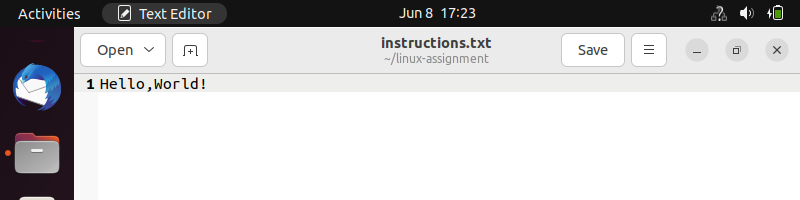 Activities Text Editor Jun 8 17:23
Open instructions.txt Save
~/linux-assignment
1 Hello,World!